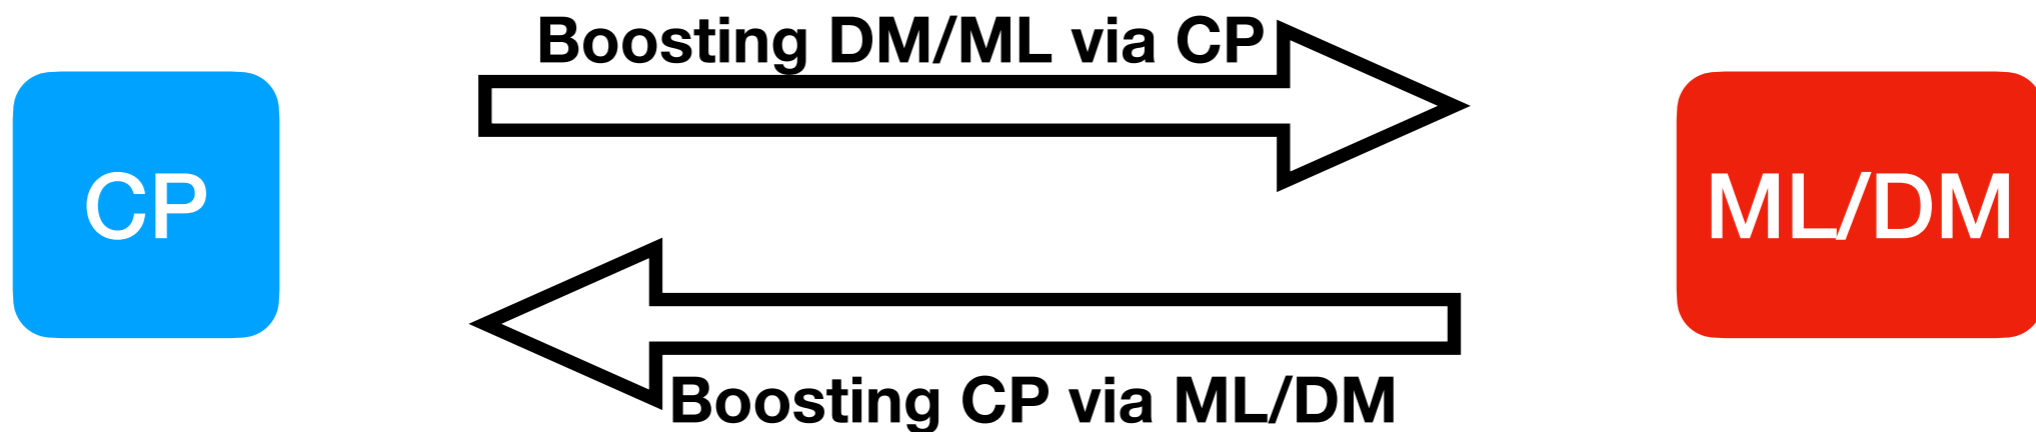 Boosting DM/ML via CP
CP
ML/DM
Boosting CP via ML/DM